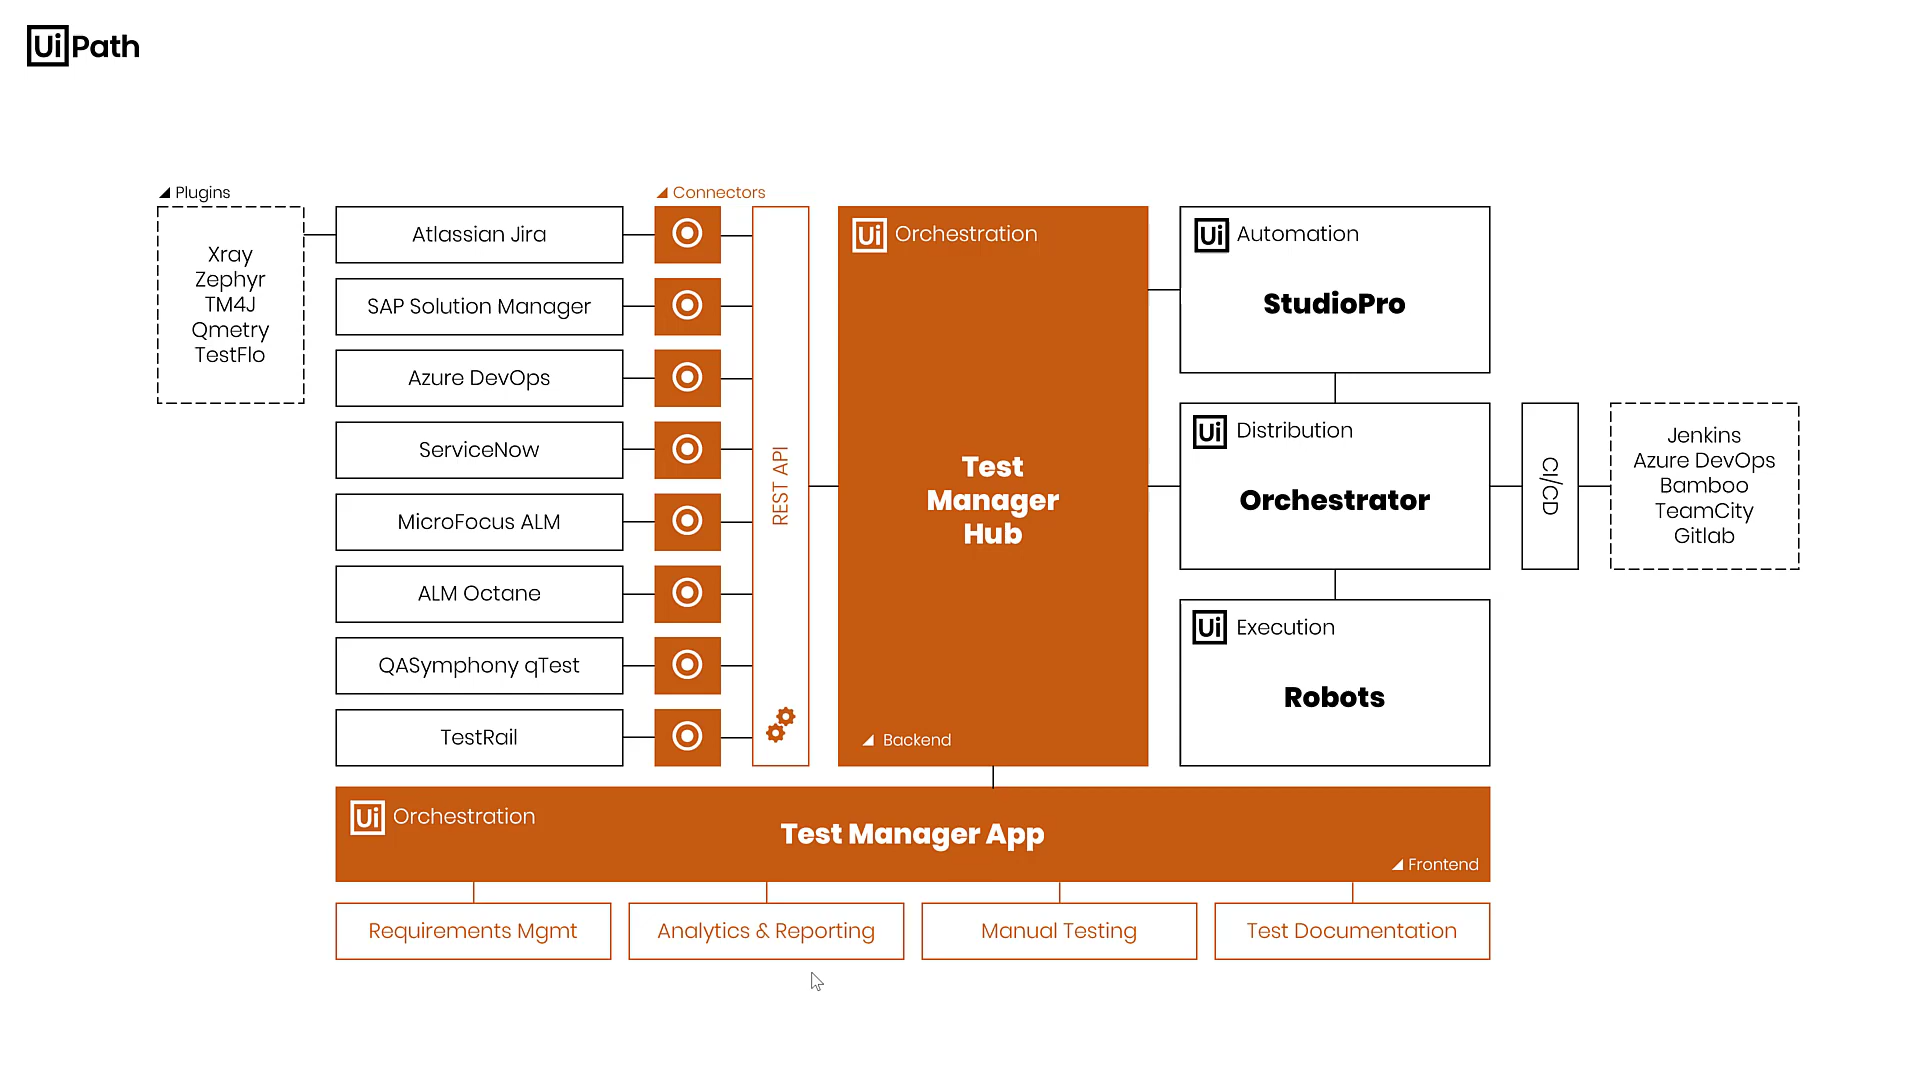 UiPath
Plugins
Xray
Zephyr
TM4J
Qmetry
TestFlo
Atlassian Jira
SAP Solution Manager
Azure DevOps
ServiceNow
MicroFocus ALM
ALM Octane
QASymphony qTest
TestRail
Connectors
REST API
Ui Orchestration
Test
Manager
Hub
Backend
Ui Automation
StudioPro
Ui Distribution
Orchestrator
Ui Execution
Robots
CI/CD
Jenkins
Azure DevOps
Bamboo
TeamCity
Gitlab
Ui Orchestration
Test Manager App
Frontend
Requirements Mgmt
Analytics & Reporting
Manual Testing
Test Documentation